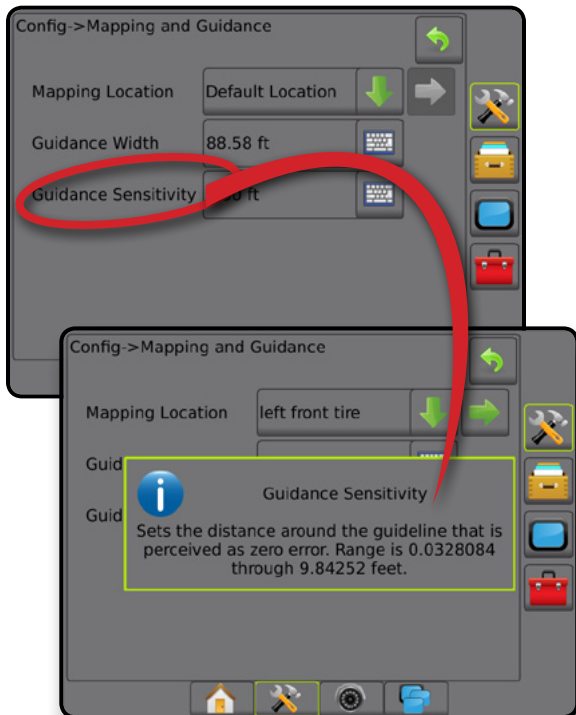 Config->Mapping and Guidance
Mapping Location Default Location
Guidance Width 88.58 ft
Guidance Sensitivity ft
Config->Mapping and Guidance
Mapping Location left front tire
Guid
Guid
Guidance Sensitivity
Sets the distance around the guideline that is
perceived as zero error. Range is 0.0328084
through 9.84252 feet.